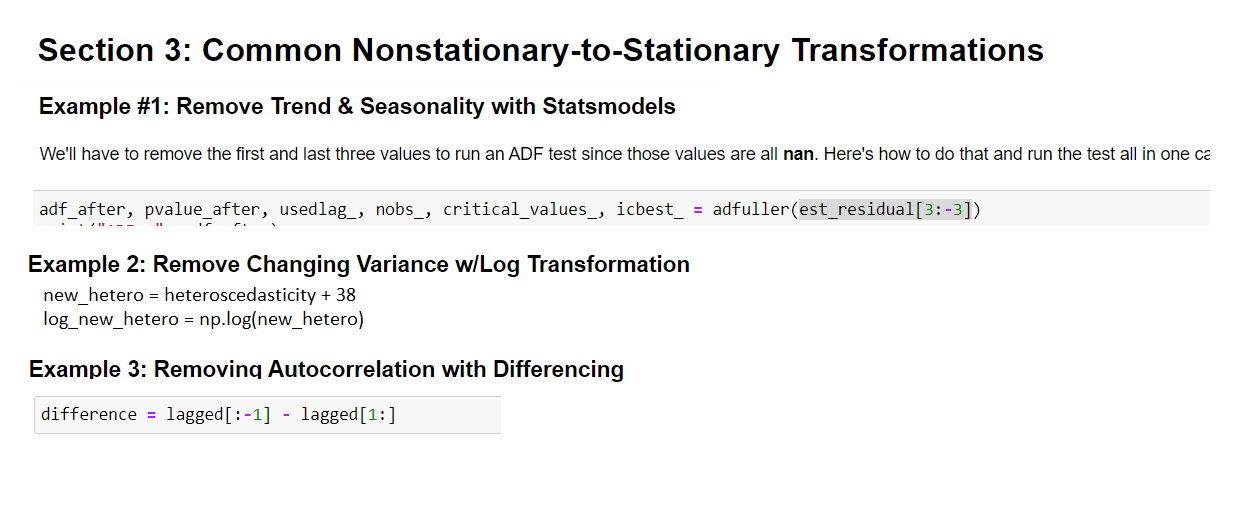 Section 3: Common Nonstationary-to-Stationary Transformations
Example #1: Remove Trend & Seasonality with Statsmodels
We'll have to remove the first and last three values to run an ADF test since those values are all nan. Here's how to do that and run the test all in one ca
adf_after, pvalue_after, usedlag_, nobs_, critical_values_, icbest_ = adfuller(est_residual[3:-3])
Example 2: Remove Changing Variance w/Log Transformation
new_hetero = heteroscedasticity + 38
log_new_hetero = np.log(new_hetero)
Example 3: Removing Autocorrelation with Differencing
difference = lagged[:-1] - lagged[1:]